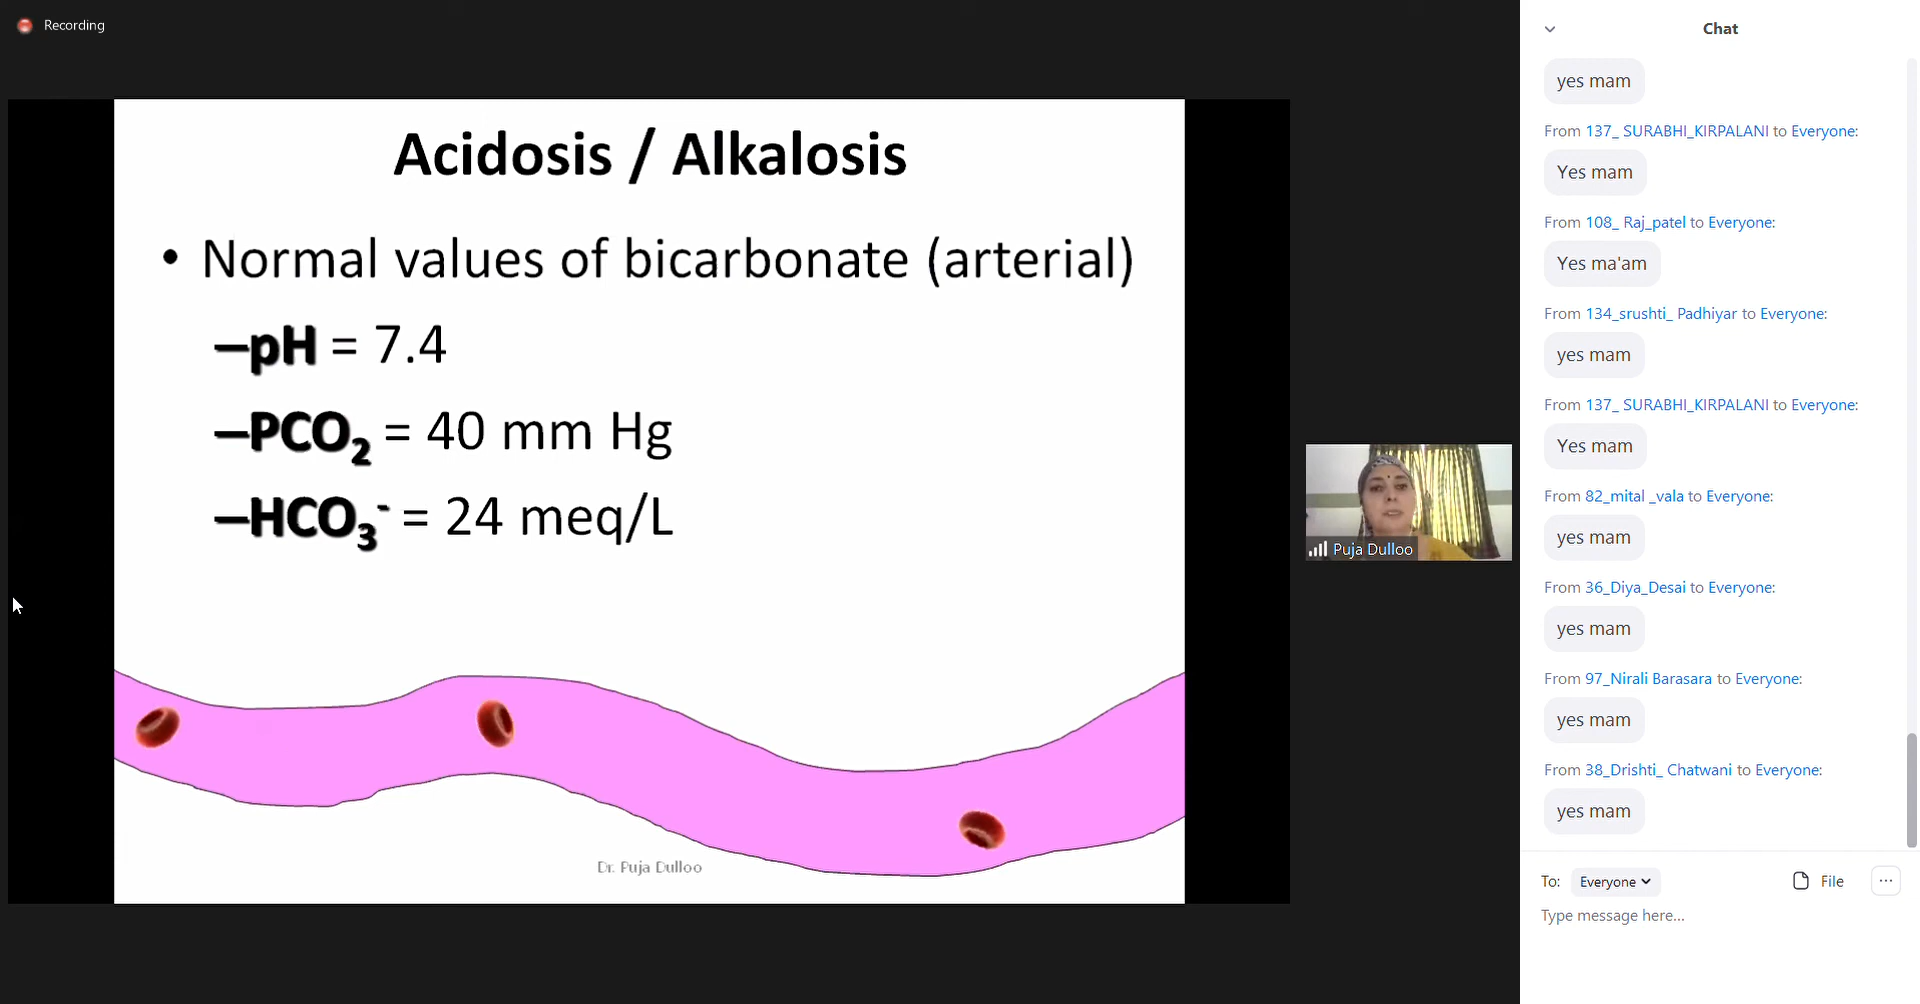 Recording
Acidosis / Alkalosis
• Normal values of bicarbonate (arterial)
–pH = 7.4
–PCO₂ = 40 mm Hg
–HCO₃⁻ = 24 meq/L
Dr. Puja Dulloo
Puja Dulloo
Chat
yes mam
From 137_ SURABHI_KIRPALANI to Everyone:
Yes mam
From 108_ Raj_patel to Everyone:
Yes ma'am
From 134_srushti_ Padhiyar to Everyone:
yes mam
From 137_ SURABHI_KIRPALANI to Everyone:
Yes mam
From 82_mital _vala to Everyone:
yes mam
From 36_Diya_Desai to Everyone:
yes mam
From 97_Nirali Barasara to Everyone:
yes mam
From 38_Drishti_ Chatwani to Everyone:
yes mam
To: Everyone File ...
Type message here...